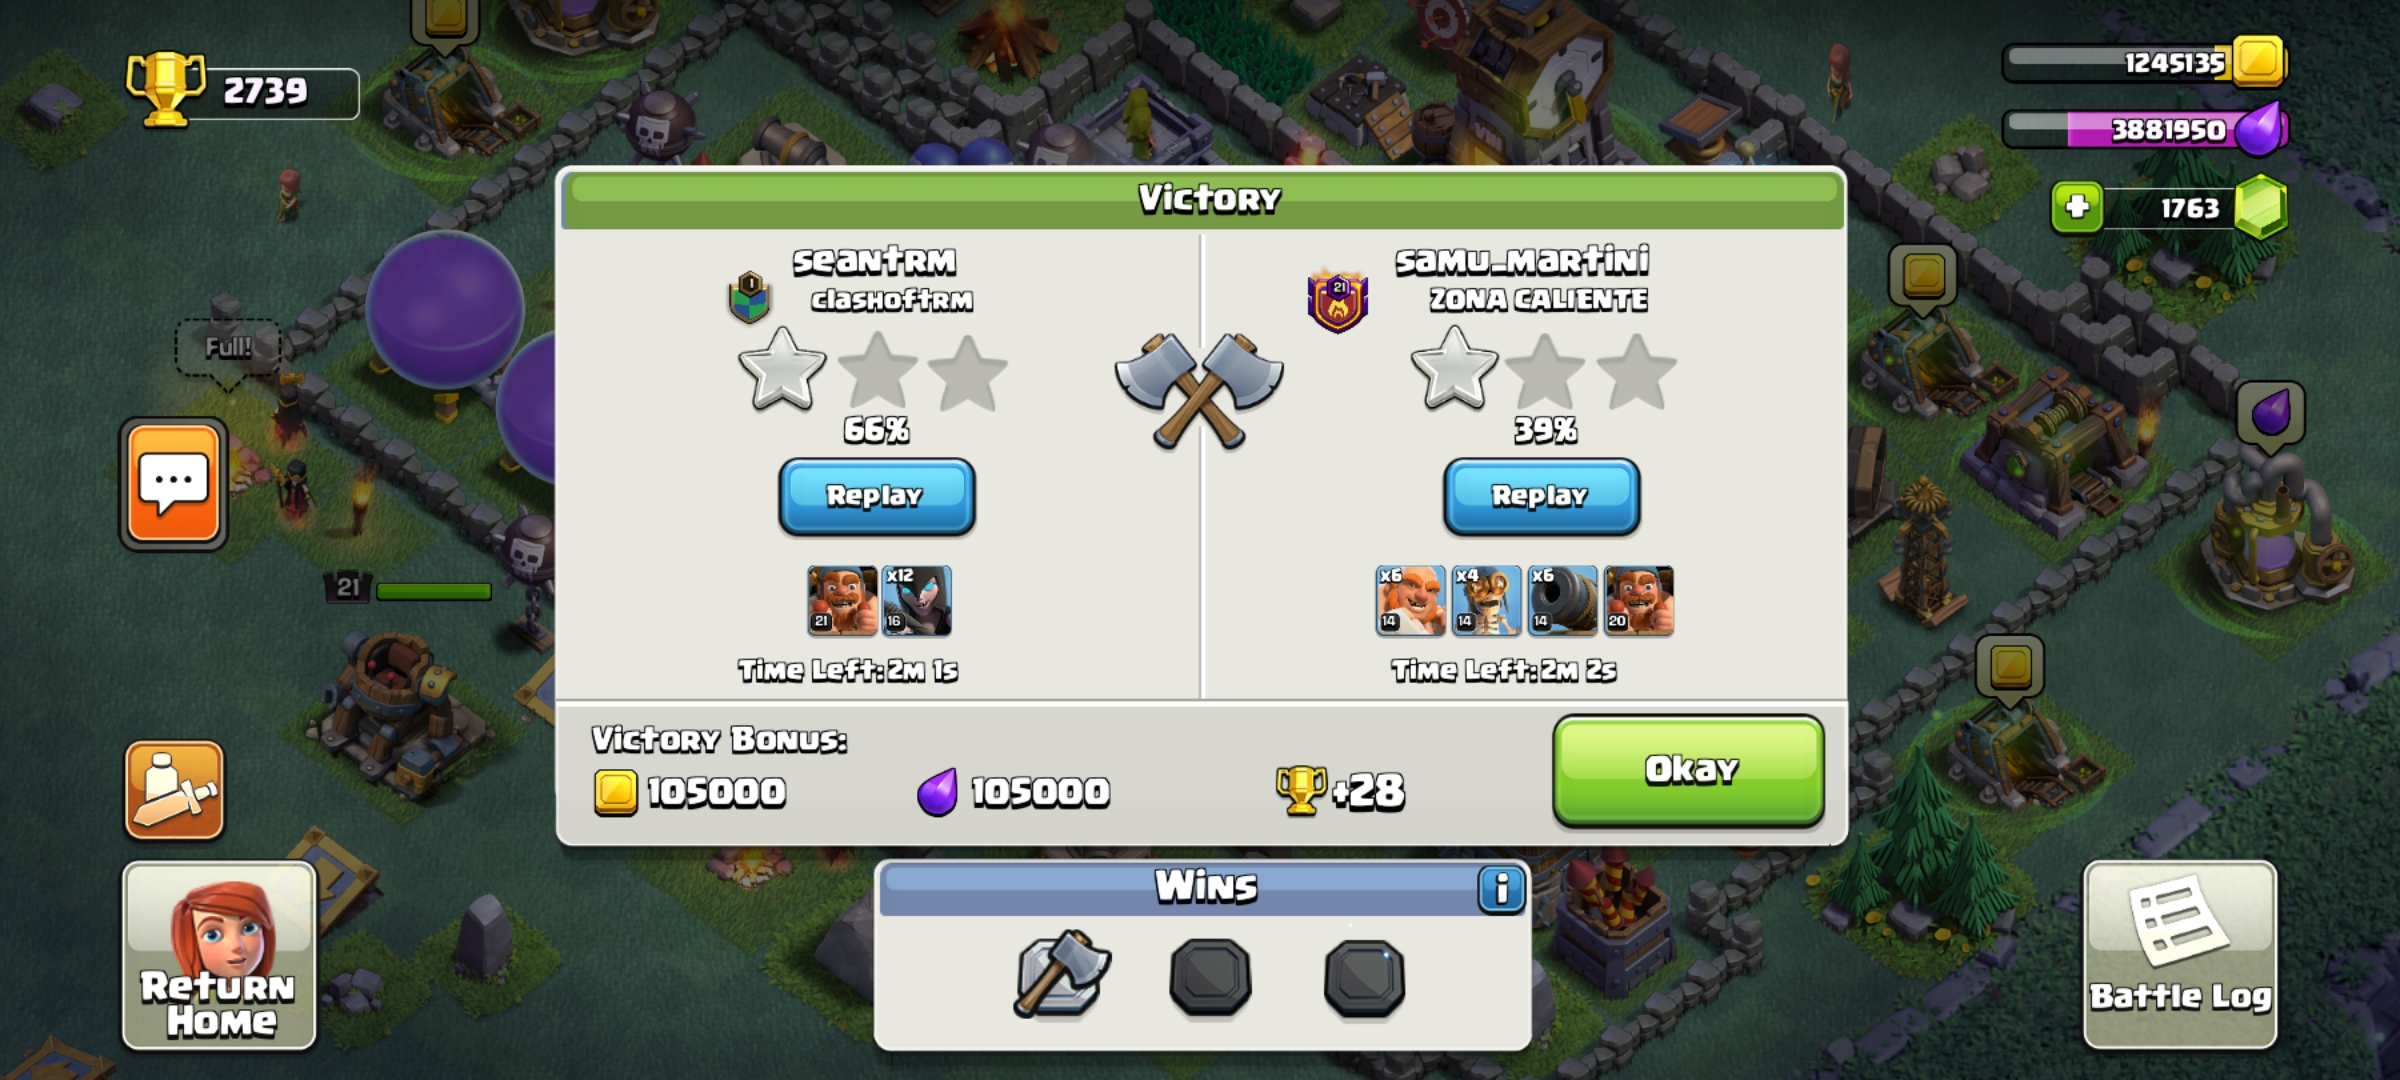 2739
1245135
3881950
1763
Victory
seantrm
clashoftrm
1
66%
Replay
x12
21
16
Time Left:2m 1s
samu_martini
ZONA CALIENTE
21
39%
Replay
x6
x4
x6
14
14
14
20
Time Left:2m 2s
Full!
21
VIII
Victory Bonus:
105000
105000
+28
Okay
Wins
i
Return
Home
Battle Log